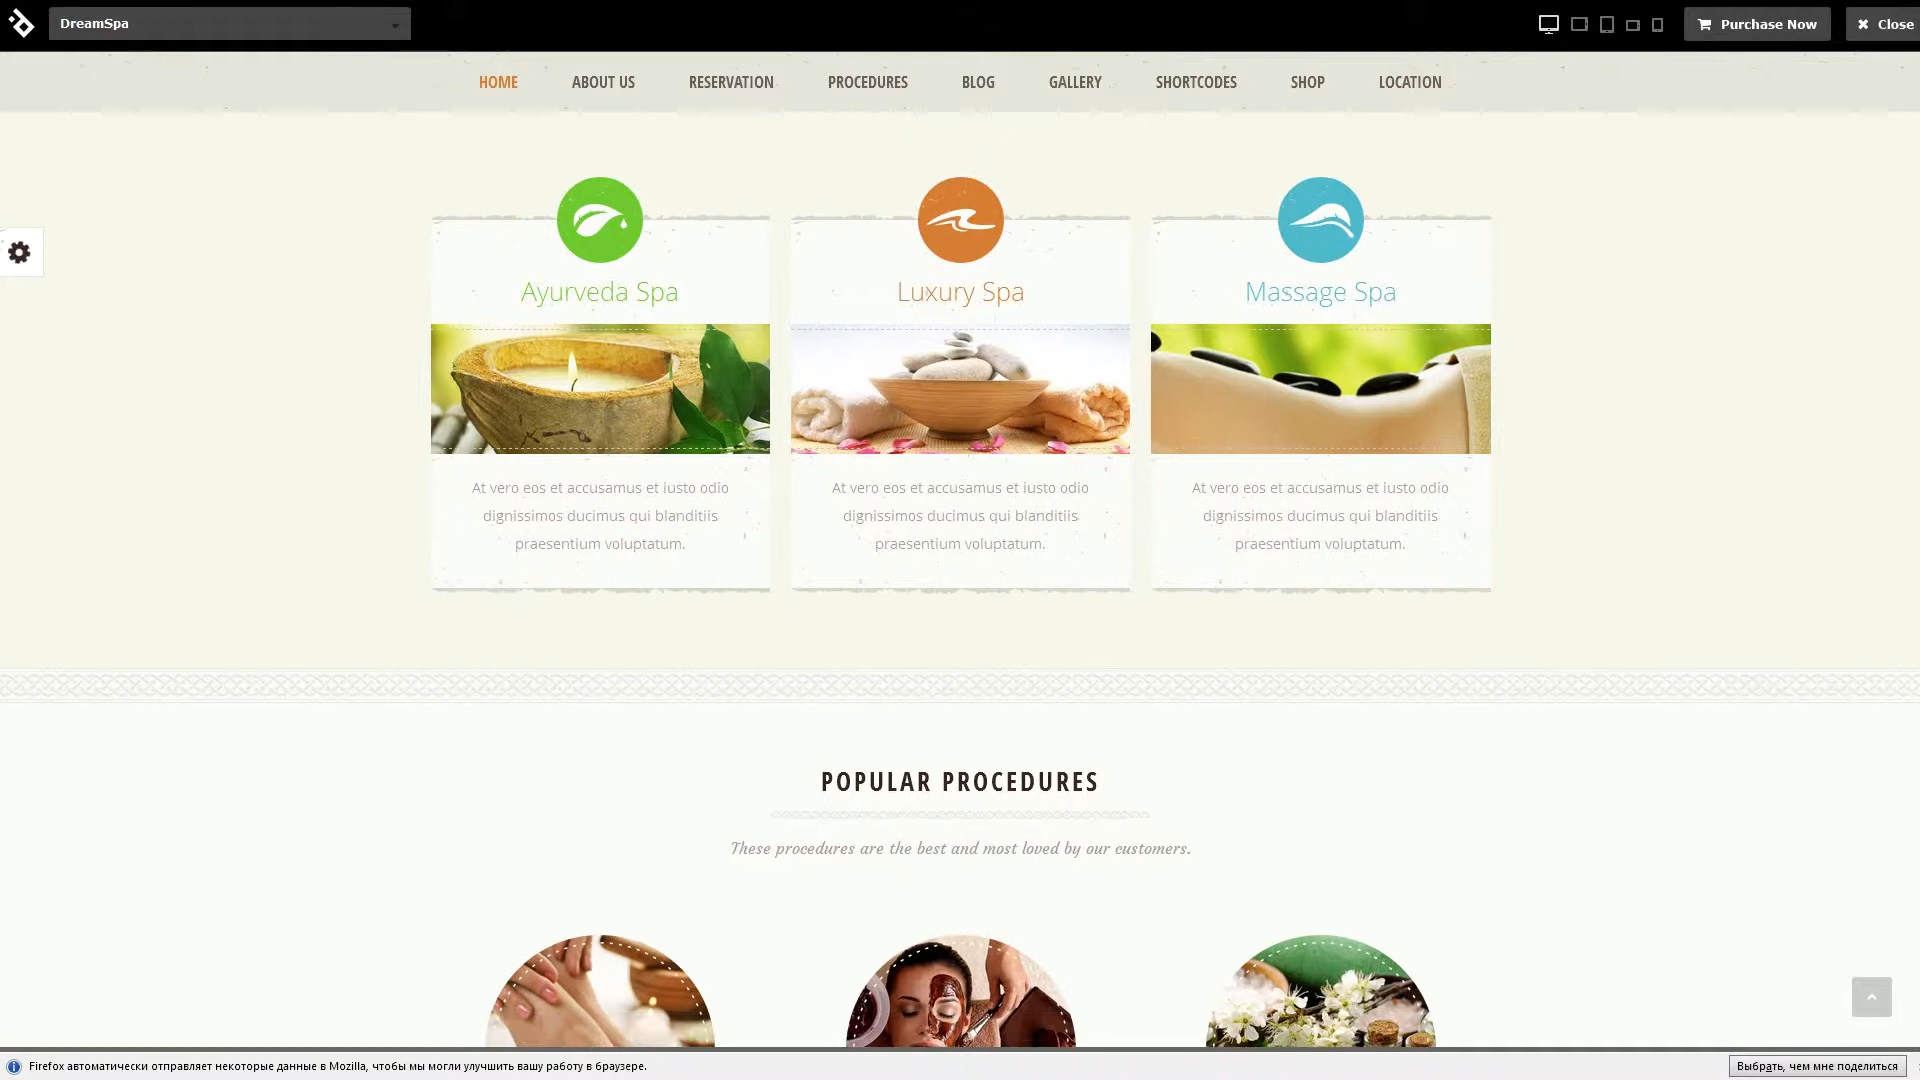 DreamSpa
Purchase Now
Close
HOME ABOUT US RESERVATION PROCEDURES BLOG GALLERY SHORTCODES SHOP LOCATION
Ayurveda Spa
At vero eos et accusamus et iusto odio
dignissimos ducimus qui blanditiis
praesentium voluptatum.
Luxury Spa
At vero eos et accusamus et iusto odio
dignissimos ducimus qui blanditiis
praesentium voluptatum.
Massage Spa
At vero eos et accusamus et iusto odio
dignissimos ducimus qui blanditiis
praesentium voluptatum.
POPULAR PROCEDURES
These procedures are the best and most loved by our customers.
Firefox автоматически отправляет некоторые данные в Mozilla, чтобы мы могли улучшить вашу работу в браузере.
Выбрать, чем мне поделиться